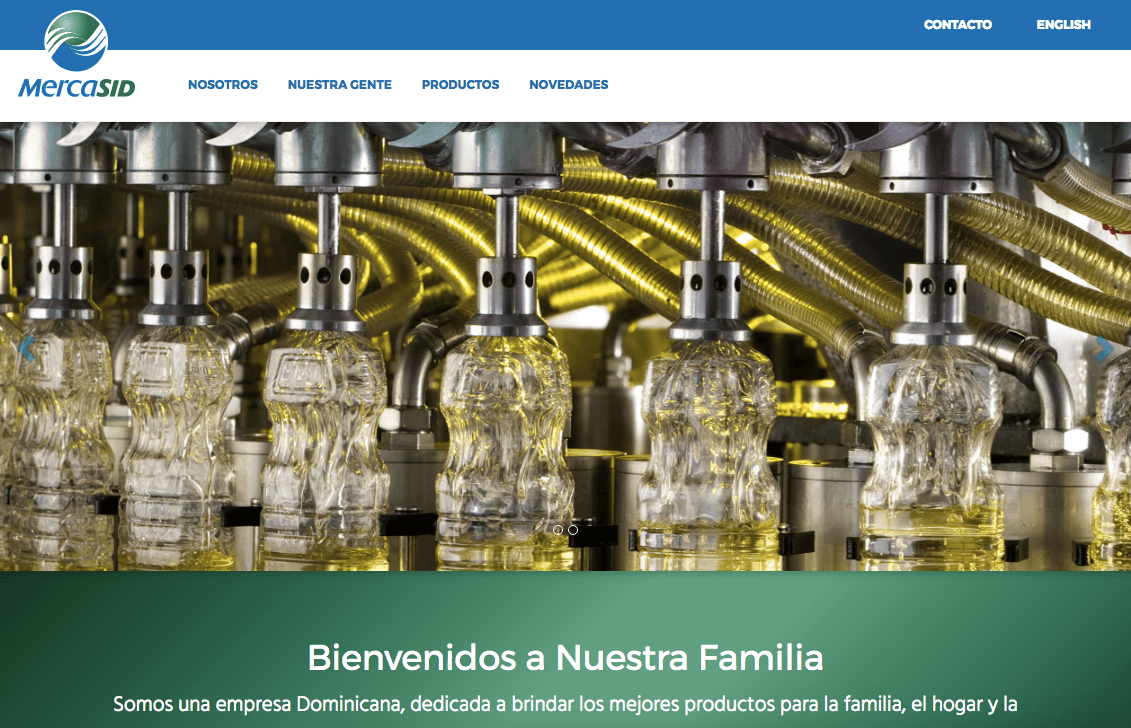 CONTACTO ENGLISH
MercaSID
NOSOTROS NUESTRA GENTE PRODUCTOS NOVEDADES
Bienvenidos a Nuestra Familia
Somos una empresa Dominicana, dedicada a brindar los mejores productos para la familia, el hogar y la